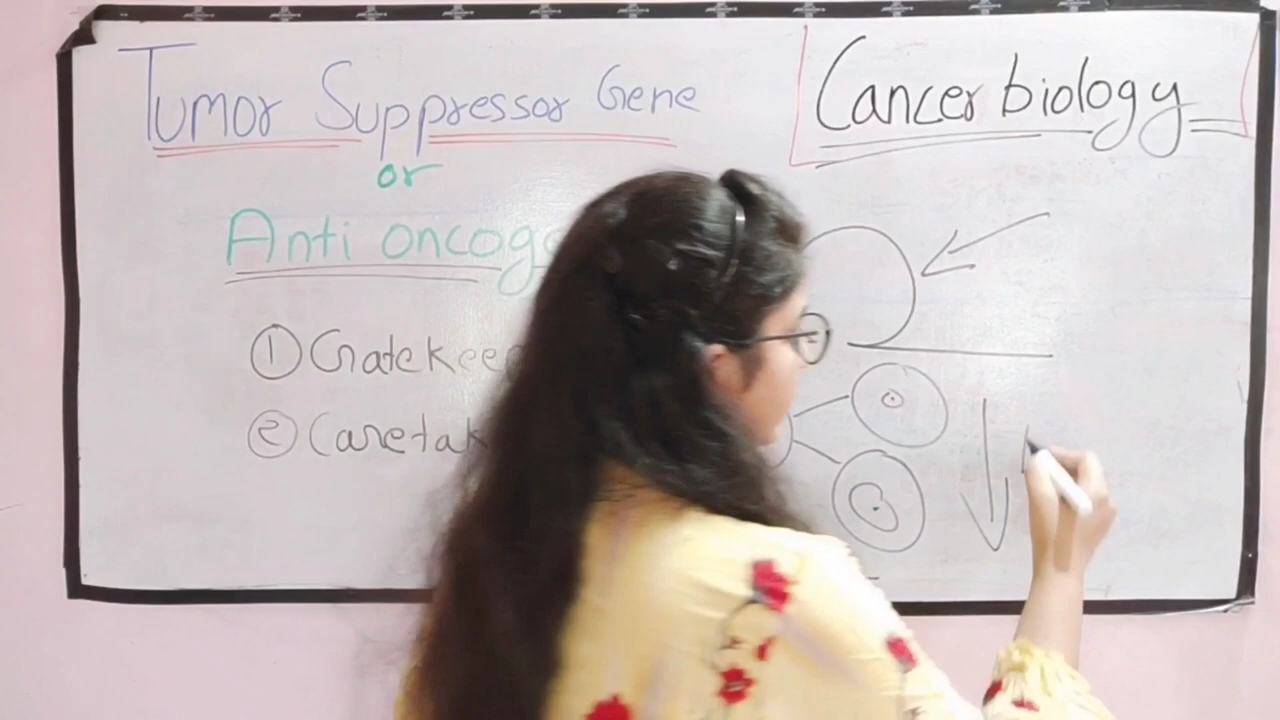 Tumor Suppressor Gene
or
Anti oncog
① Gatekee
② Caretak
Cancer biology